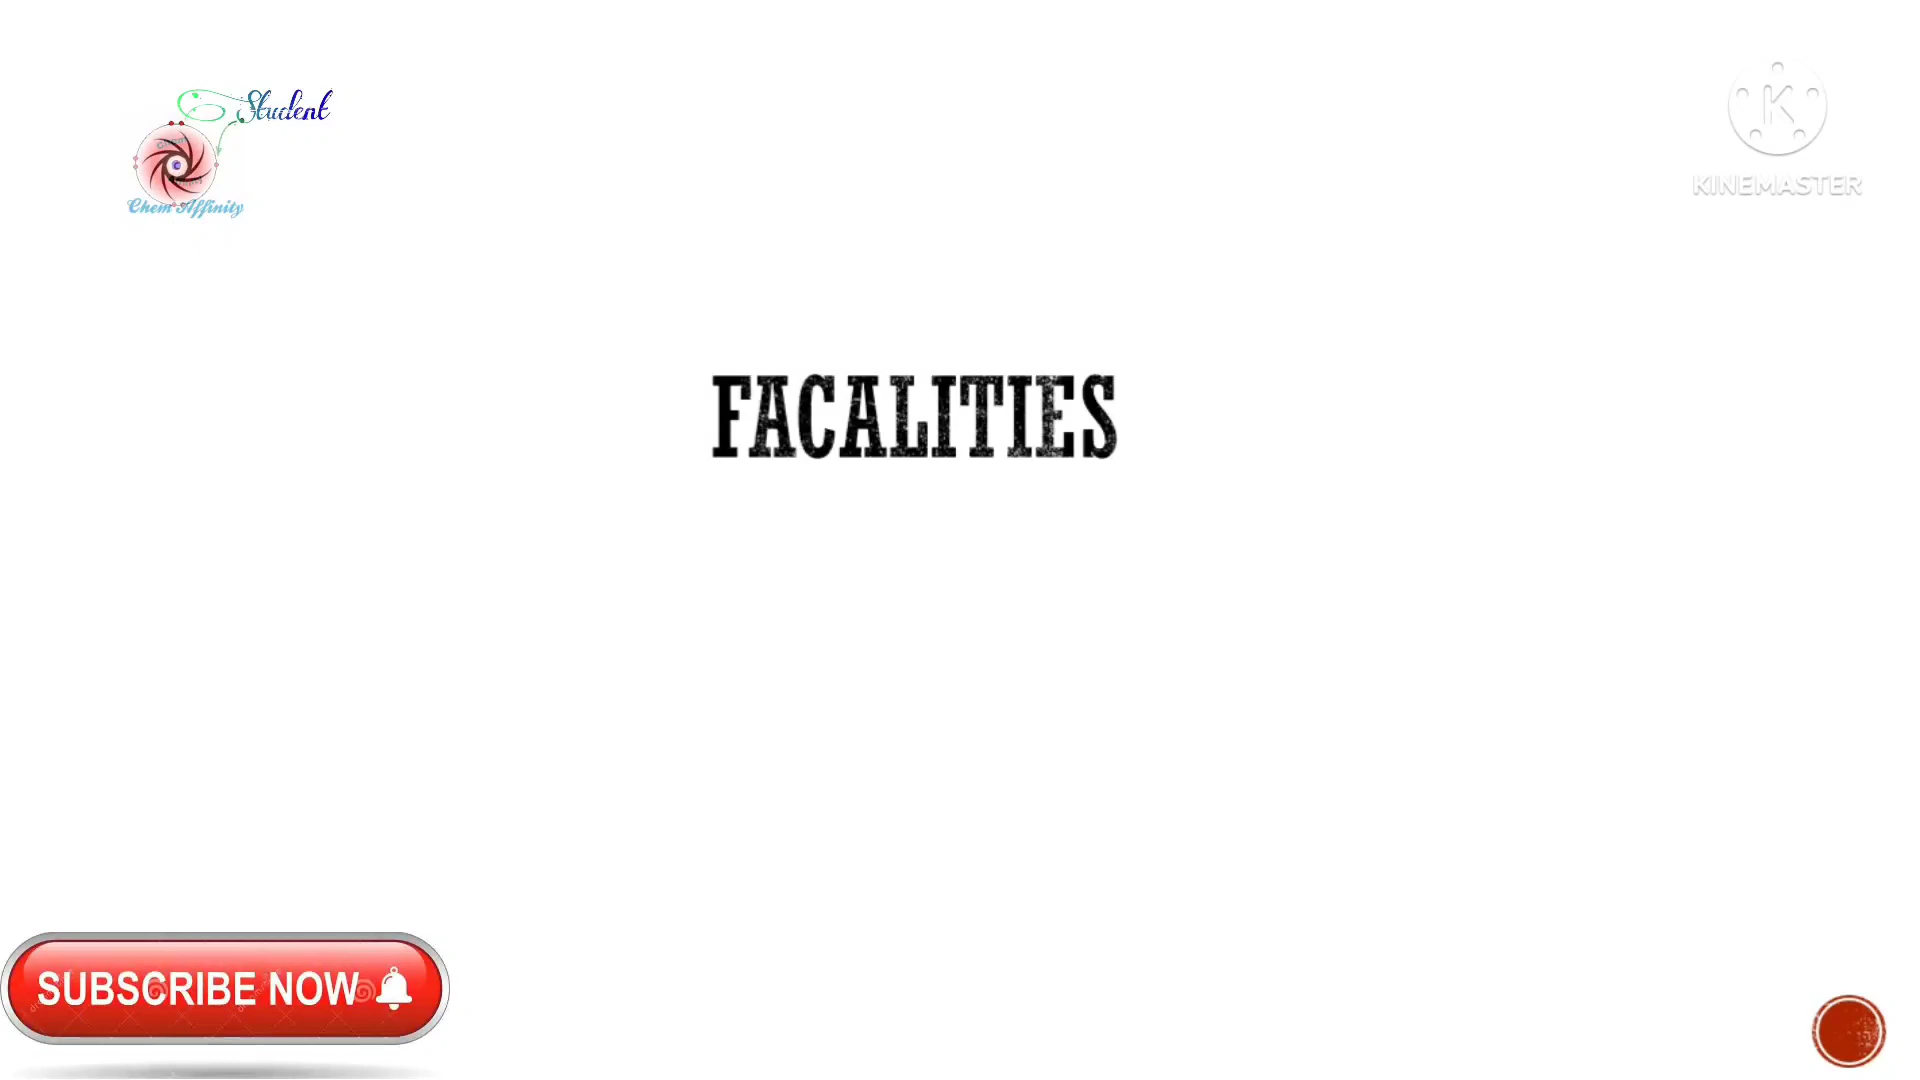 Student
Chem Affinity
KINEMASTER
FACALITIES
SUBSCRIBE NOW